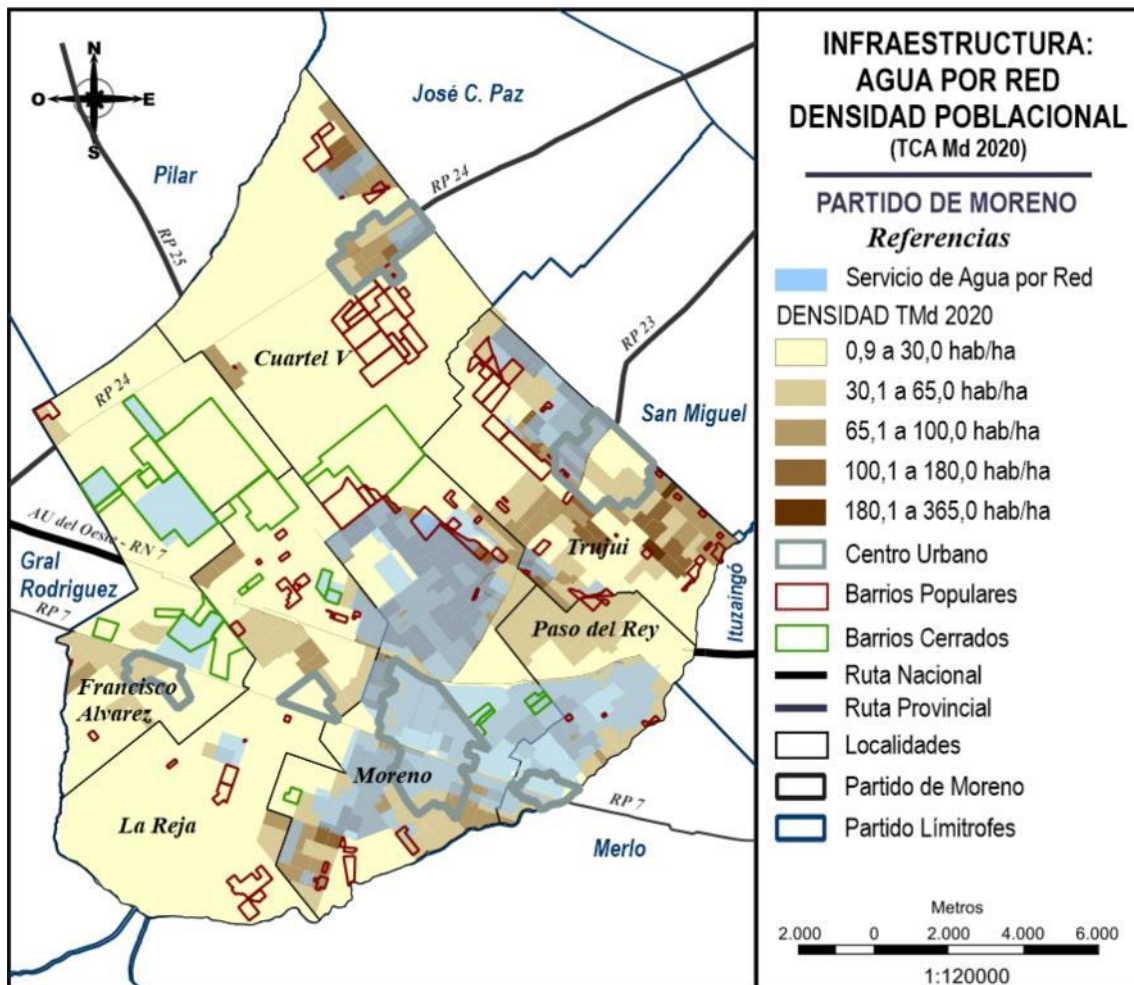 N
O
E
S
José C. Paz
Pilar
RP 24
RP 25
RP 23
Cuartel V
RP 24
San Miguel
AU del Oeste - RN 7
Gral
Rodriguez
Trujui
RP 7
Ituzaingó
Paso del Rey
Francisco
Alvarez
Moreno
La Reja
RP 7
Merlo
INFRAESTRUCTURA:
AGUA POR RED
DENSIDAD POBLACIONAL
(TCA Md 2020)
PARTIDO DE MORENO
Referencias
Servicio de Agua por Red
DENSIDAD TMd 2020
0,9 a 30,0 hab/ha
30,1 a 65,0 hab/ha
65,1 a 100,0 hab/ha
100,1 a 180,0 hab/ha
180,1 a 365,0 hab/ha
Centro Urbano
Barrios Populares
Barrios Cerrados
Ruta Nacional
Ruta Provincial
Localidades
Partido de Moreno
Partido Límitrofes
Metros
2.000 0 2.000 4.000 6.000
1:120000